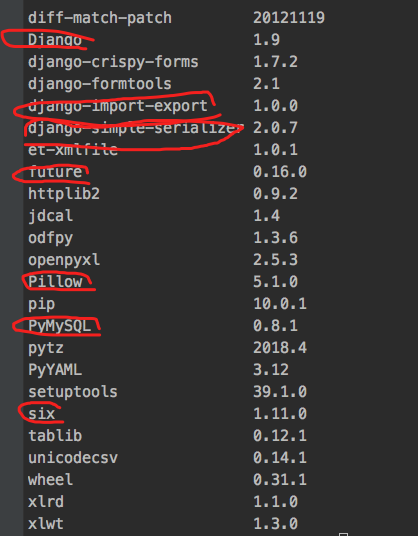 diff-match-patch 20121119
Django 1.9
django-crispy-forms 1.7.2
django-formtools 2.1
django-import-export 1.0.0
django-simple-serializer 2.0.7
et-xmlfile 1.0.1
future 0.16.0
httplib2 0.9.2
jdcal 1.4
odfpy 1.3.6
openpyxl 2.5.3
Pillow 5.1.0
pip 10.0.1
PyMySQL 0.8.1
pytz 2018.4
PyYAML 3.12
setuptools 39.1.0
six 1.11.0
tablib 0.12.1
unicodecsv 0.14.1
wheel 0.31.1
xlrd 1.1.0
xlwt 1.3.0